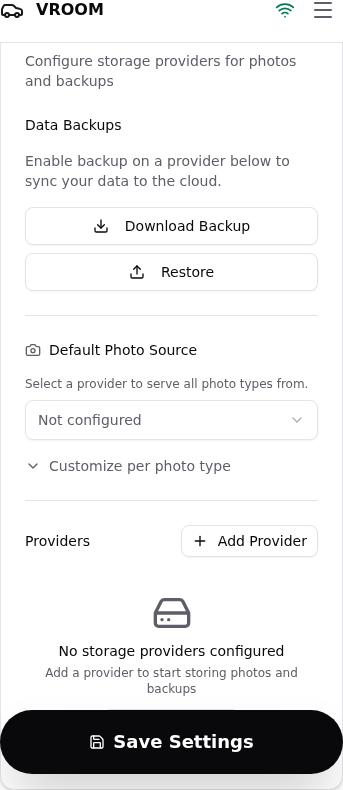 VROOM
Configure storage providers for photos
and backups
Data Backups
Enable backup on a provider below to
sync your data to the cloud.
Download Backup
Restore
Default Photo Source
Select a provider to serve all photo types from.
Not configured
Customize per photo type
Providers
Add Provider
No storage providers configured
Add a provider to start storing photos and
backups
Save Settings